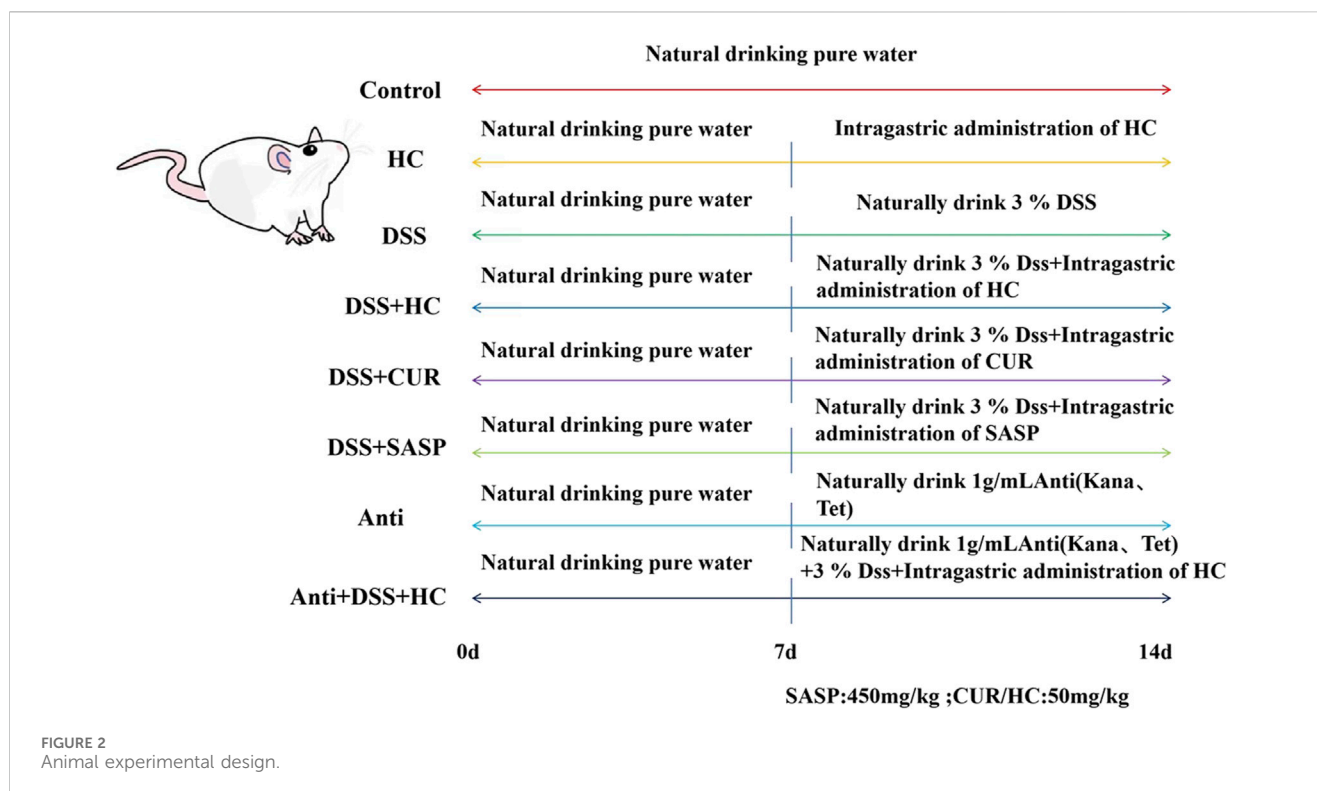 Natural drinking pure water
Control
Natural drinking pure water
Intragastric administration of HC
HC
Natural drinking pure water
Naturally drink 3 % DSS
DSS
Natural drinking pure water
Naturally drink 3 % Dss+Intragastric
administration of HC
DSS+HC
Natural drinking pure water
Naturally drink 3 % Dss+Intragastric
administration of CUR
DSS+CUR
Natural drinking pure water
Naturally drink 3 % Dss+Intragastric
administration of SASP
DSS+SASP
Natural drinking pure water
Naturally drink 1g/mLAnti(Kana、
Tet)
Anti
Natural drinking pure water
Naturally drink 1g/mLAnti(Kana、Tet)
+3 % Dss+Intragastric administration of HC
Anti+DSS+HC
0d
7d
14d
SASP:450mg/kg ;CUR/HC:50mg/kg
FIGURE 2
Animal experimental design.